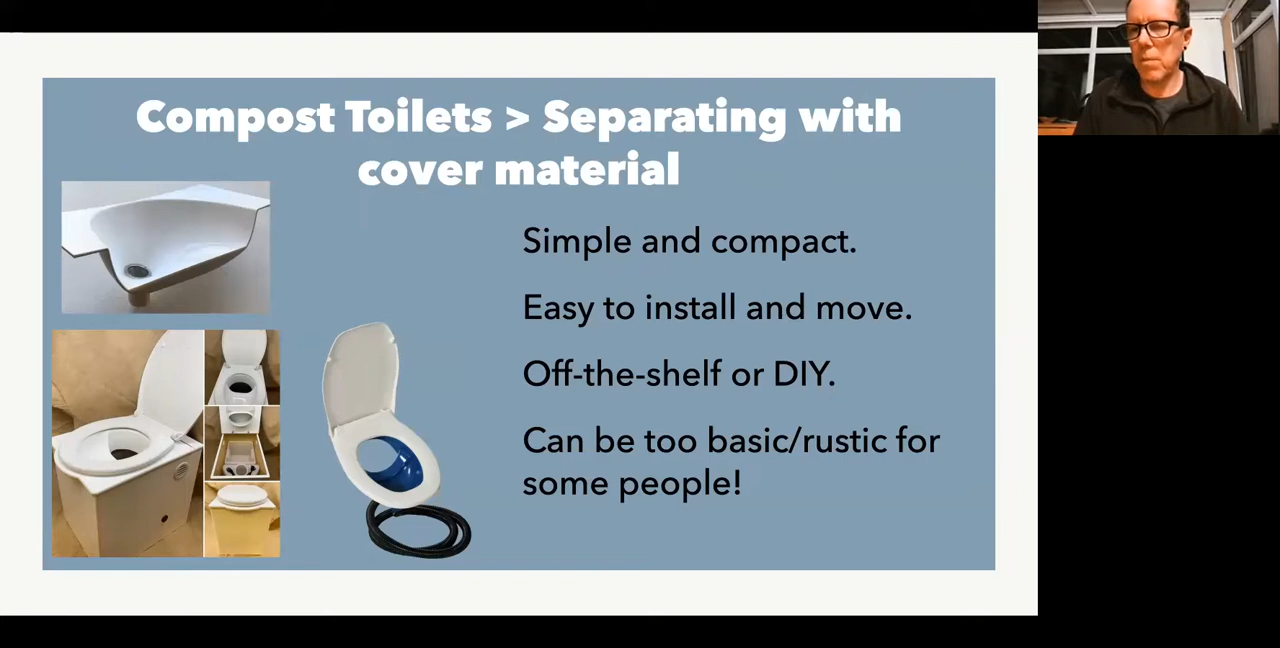 Compost Toilets > Separating with
cover material
Simple and compact.
Easy to install and move.
Off-the-shelf or DIY.
Can be too basic/rustic for
some people!